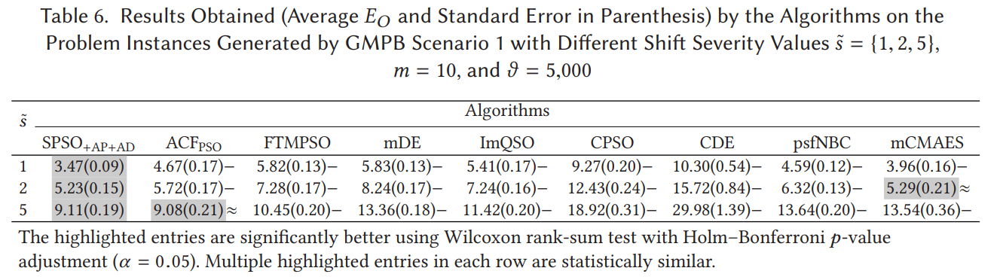 Table 6. Results Obtained (Average E_O and Standard Error in Parenthesis) by the Algorithms on the
Problem Instances Generated by GMPB Scenario 1 with Different Shift Severity Values s̃ = {1, 2, 5},
m = 10, and ϑ = 5,000
s̃ Algorithms
SPSO+AP+AD ACFPSO FTMPSO mDE ImQSO CPSO CDE psfNBC mCMAES
1 3.47(0.09) 4.67(0.17)− 5.82(0.13)− 5.83(0.13)− 5.41(0.17)− 9.27(0.20)− 10.30(0.54)− 4.59(0.12)− 3.96(0.16)−
2 5.23(0.15) 5.72(0.17)− 7.28(0.17)− 8.24(0.17)− 7.24(0.16)− 12.43(0.24)− 15.72(0.84)− 6.32(0.13)− 5.29(0.21)≈
5 9.11(0.19) 9.08(0.21)≈ 10.45(0.20)− 13.36(0.18)− 11.42(0.20)− 18.92(0.31)− 29.98(1.39)− 13.64(0.20)− 13.54(0.36)−
The highlighted entries are significantly better using Wilcoxon rank-sum test with Holm–Bonferroni p-value
adjustment (α = 0.05). Multiple highlighted entries in each row are statistically similar.